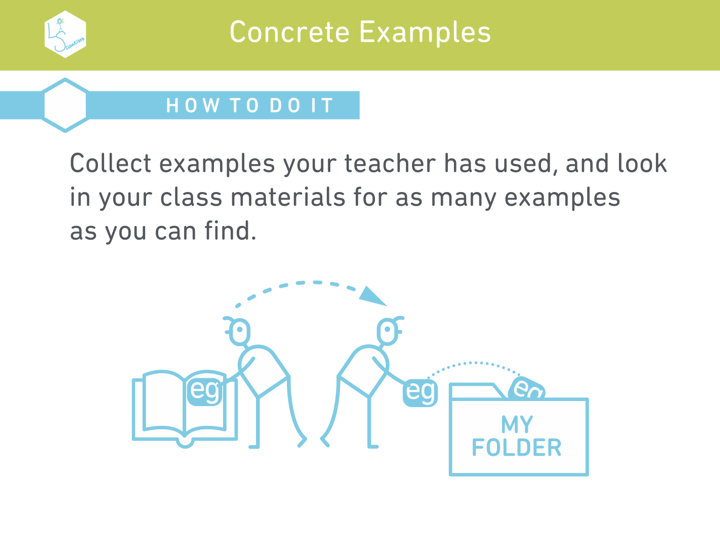 Concrete Examples
HOW TO DO IT
Collect examples your teacher has used, and look
in your class materials for as many examples
as you can find.
eg
eg
eg
MY
FOLDER